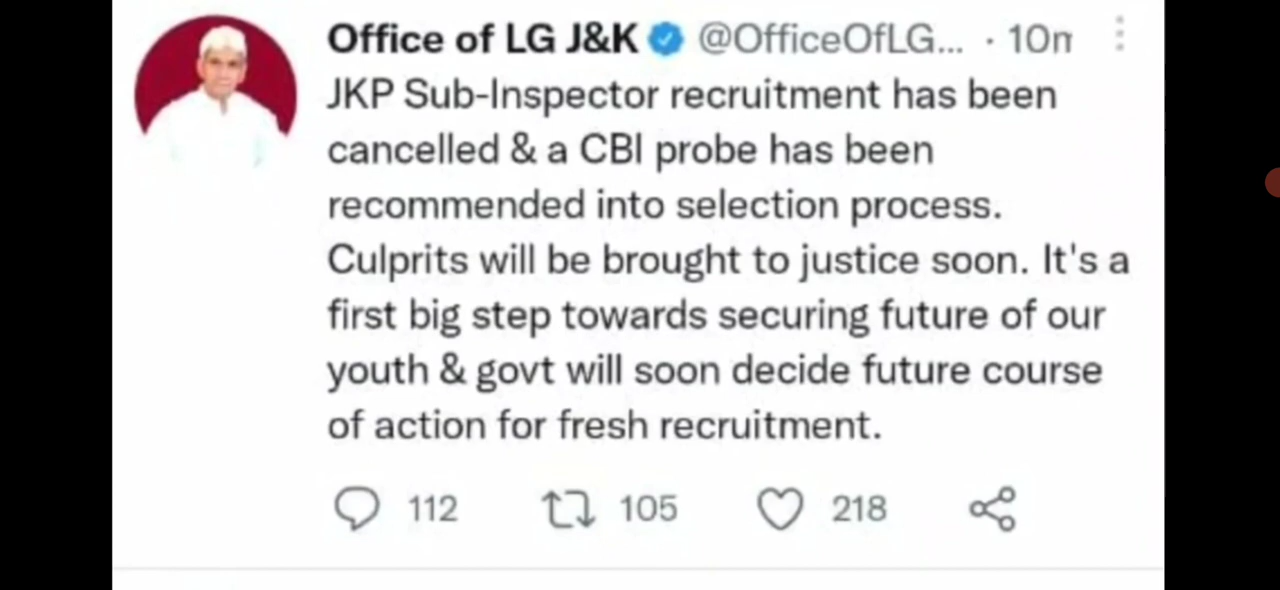 Office of LG J&K @OfficeOfLG... · 10m
JKP Sub-Inspector recruitment has been
cancelled & a CBI probe has been
recommended into selection process.
Culprits will be brought to justice soon. It's a
first big step towards securing future of our
youth & govt will soon decide future course
of action for fresh recruitment.
112 105 218